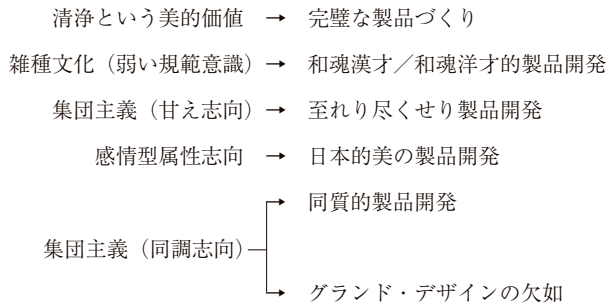 清浄という美的価値 → 完璧な製品づくり
雑種文化（弱い規範意識） → 和魂漢才／和魂洋才的製品開発
集団主義（甘え志向） → 至れり尽くせり製品開発
感情型属性志向 → 日本的美の製品開発
同質的製品開発
集団主義（同調志向）
グランド・デザインの欠如